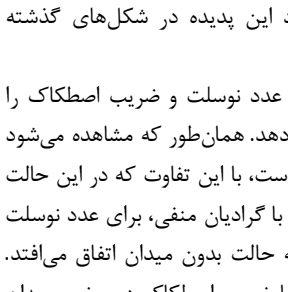 این پدیده در شکل‌های گذشته
عدد نوسلت و ضریب اصطکاک را
دهد. همان‌طور که مشاهده می‌شود
است، با این تفاوت که در این حالت
با گرادیان منفی، برای عدد نوسلت
حالت بدون میدان اتفاق می‌افتد.